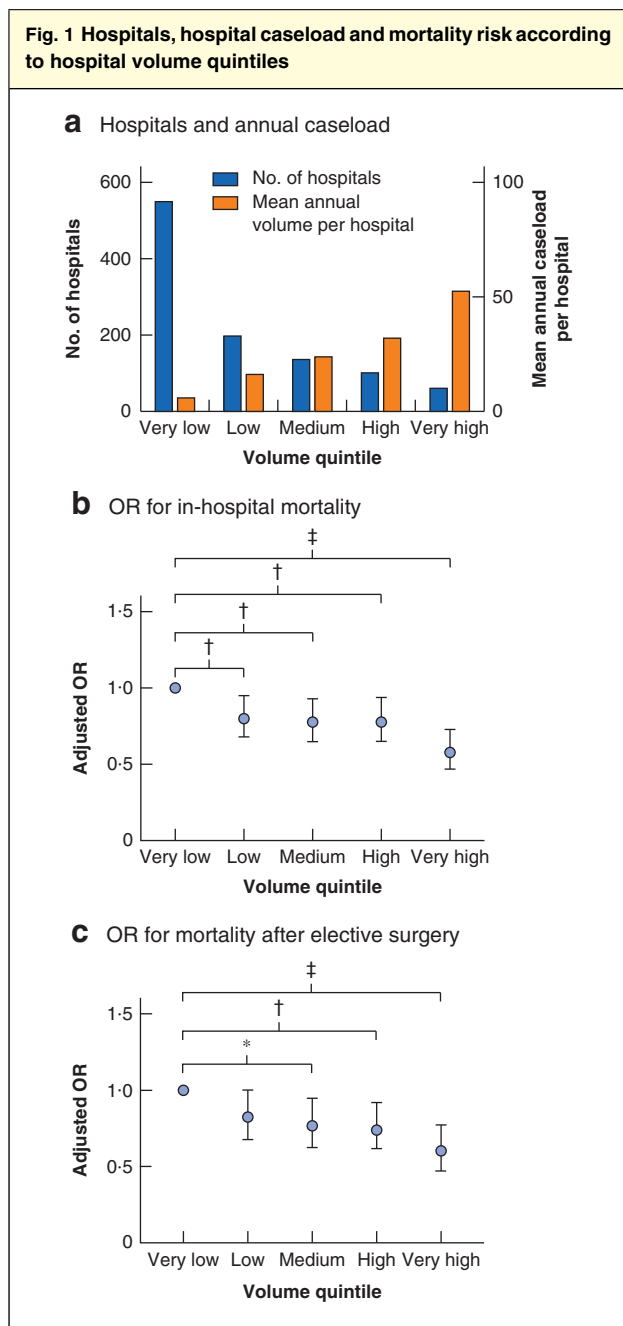 Fig. 1 Hospitals, hospital caseload and mortality risk according
to hospital volume quintiles
a Hospitals and annual caseload
No. of hospitals
Mean annual
volume per hospital
600
400
200
0
No. of hospitals
100
50
0
Mean annual caseload
per hospital
Very low Low Medium High Very high
Volume quintile
b OR for in-hospital mortality
‡
†
†
†
1·5
1·0
0·5
0
Adjusted OR
Very low Low Medium High Very high
Volume quintile
c OR for mortality after elective surgery
‡
†
*
1·5
1·0
0·5
0
Adjusted OR
Very low Low Medium High Very high
Volume quintile